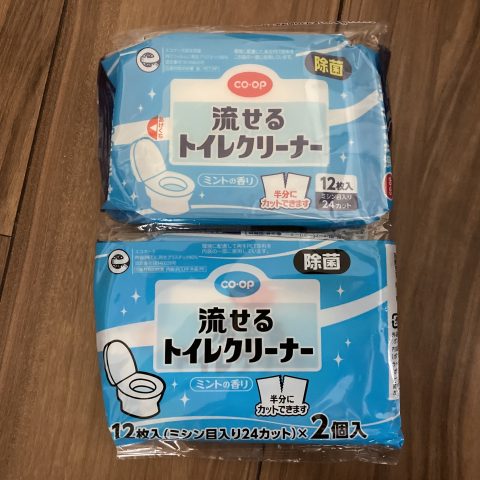 CO・OP
除菌
流せる
トイレクリーナー
ミントの香り
半分に
カットできます
12枚入
ミシン目入り
24カット
CO・OP
除菌
流せる
トイレクリーナー
ミントの香り
半分に
カットできます
12枚入(ミシン目入り24カット)×2個入